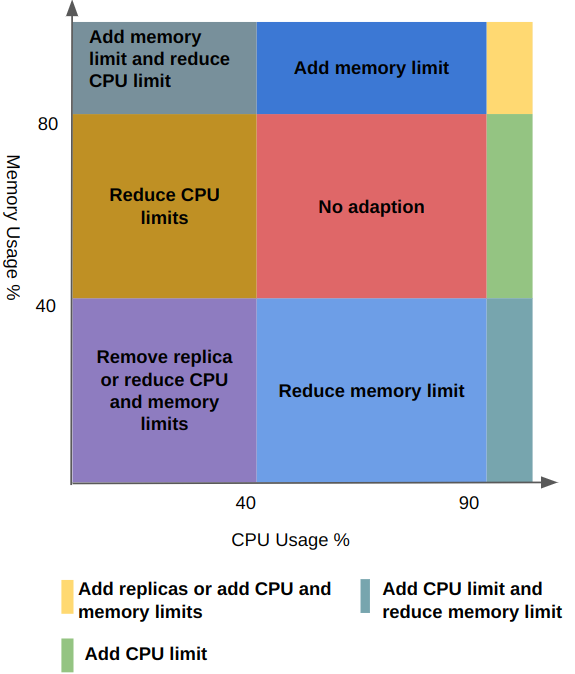 Add memory
limit and reduce
CPU limit
Add memory limit
80
Reduce CPU
limits
No adaption
Memory Usage %
40
Remove replica
or reduce CPU
and memory
limits
Reduce memory limit
40
90
CPU Usage %
Add replicas or add CPU and
memory limits
Add CPU limit and
reduce memory limit
Add CPU limit